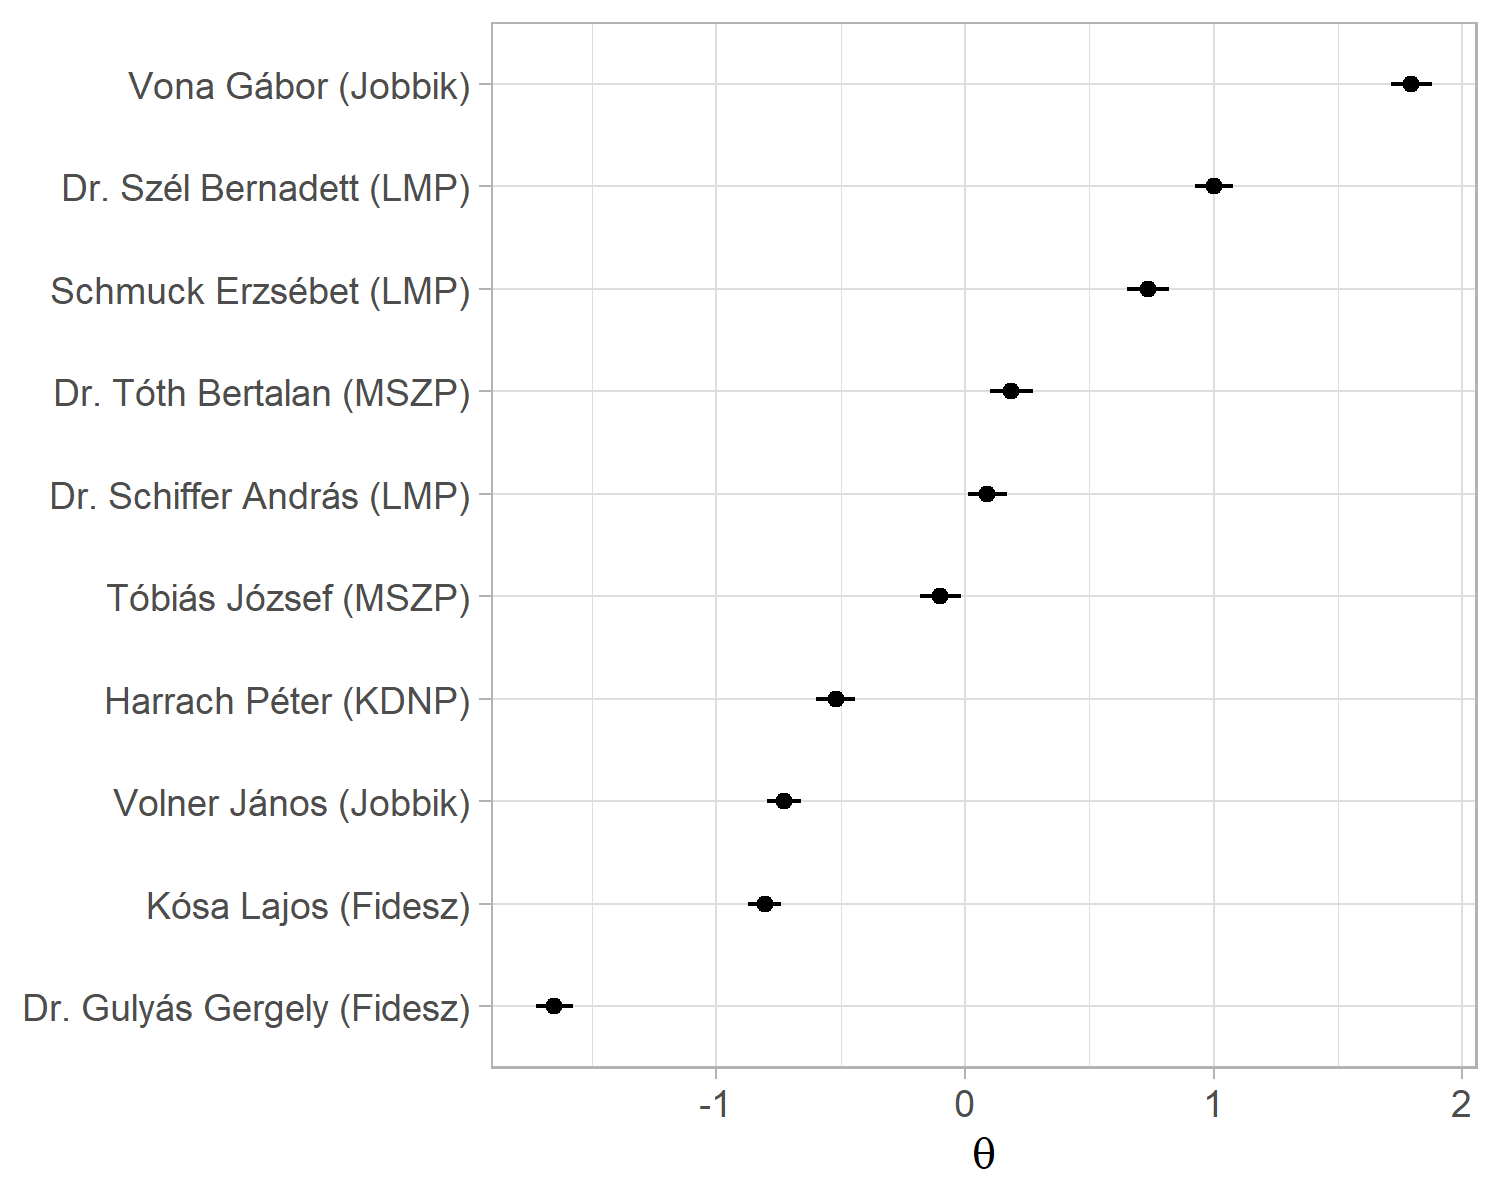 Vona Gábor (Jobbik)
Dr. Szél Bernadett (LMP)
Schmuck Erzsébet (LMP)
Dr. Tóth Bertalan (MSZP)
Dr. Schiffer András (LMP)
Tóbiás József (MSZP)
Harrach Péter (KDNP)
Volner János (Jobbik)
Kósa Lajos (Fidesz)
Dr. Gulyás Gergely (Fidesz)
-1 0 1 2
θ